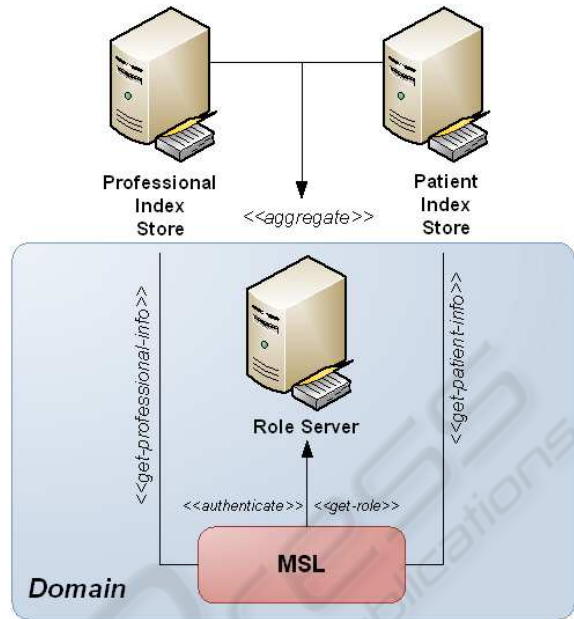 Professional
Index
Store
Patient
Index
Store
<<aggregate>>
<<get-professional-info>>
<<get-patient-info>>
Role Server
<<authenticate>>
<<get-role>>
MSL
Domain